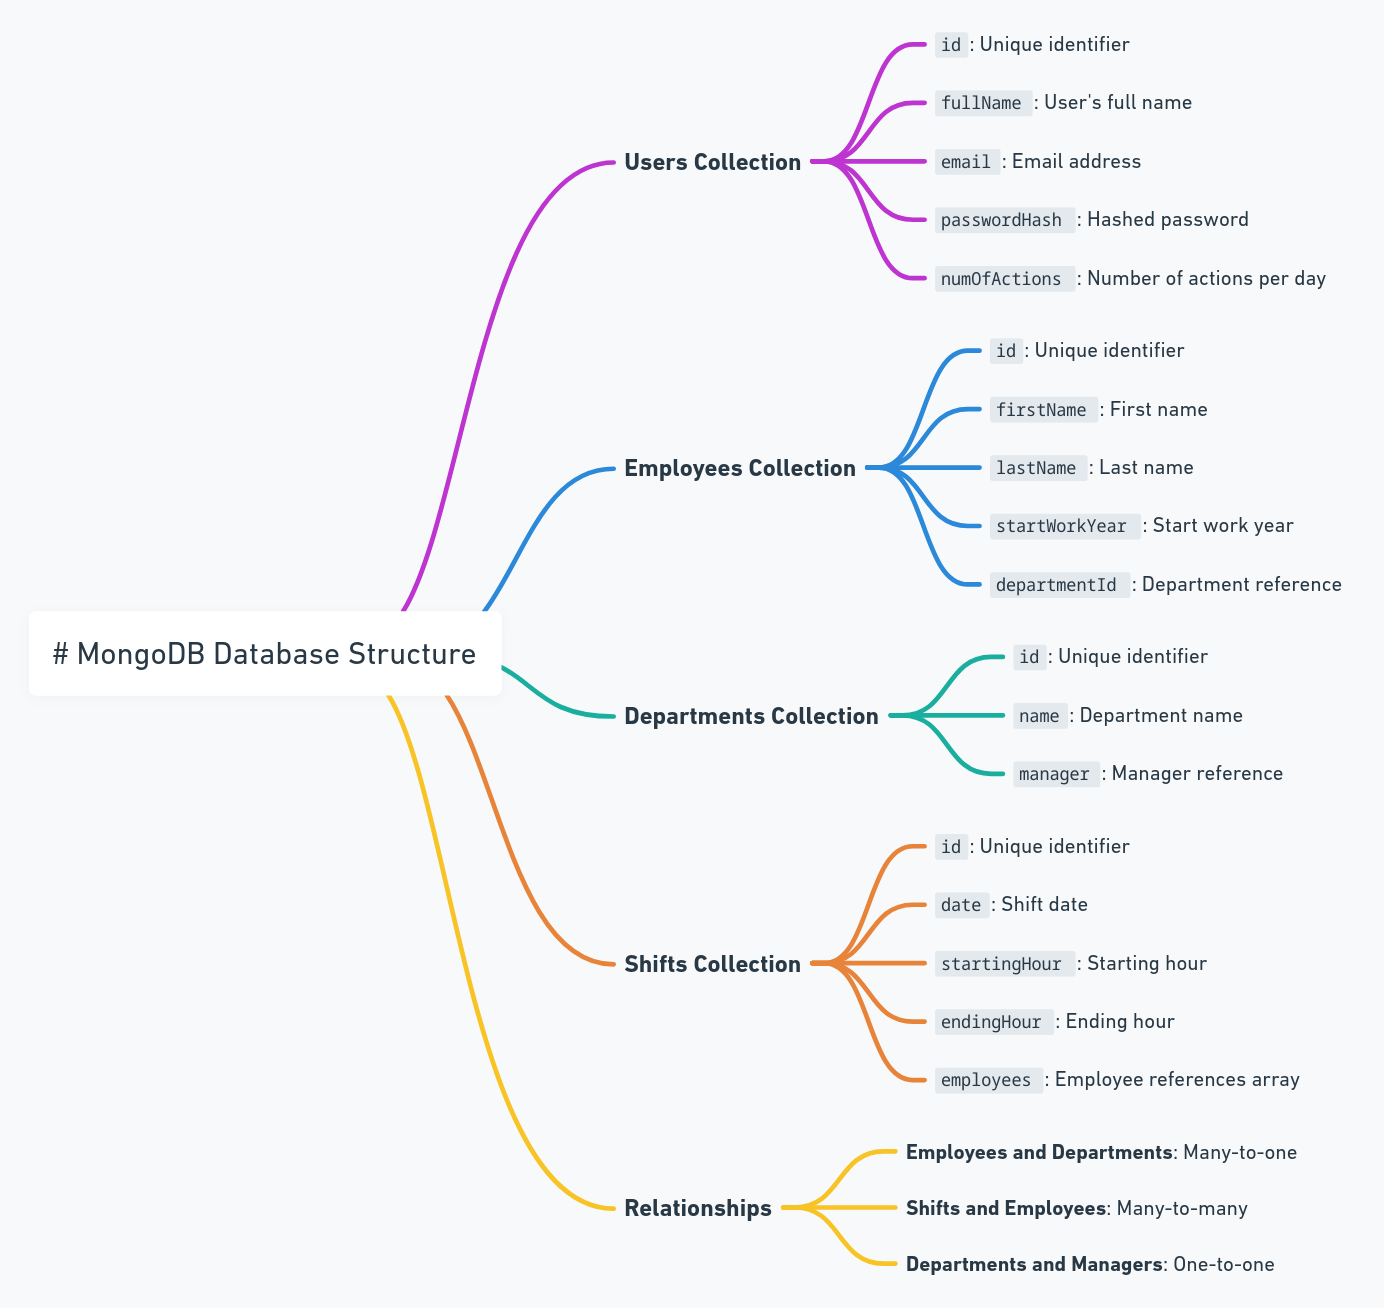 # MongoDB Database Structure
Users Collection
id: Unique identifier
fullName: User's full name
email: Email address
passwordHash: Hashed password
numOfActions: Number of actions per day
Employees Collection
id: Unique identifier
firstName: First name
lastName: Last name
startWorkYear: Start work year
departmentId: Department reference
Departments Collection
id: Unique identifier
name: Department name
manager: Manager reference
Shifts Collection
id: Unique identifier
date: Shift date
startingHour: Starting hour
endingHour: Ending hour
employees: Employee references array
Relationships
Employees and Departments: Many-to-one
Shifts and Employees: Many-to-many
Departments and Managers: One-to-one